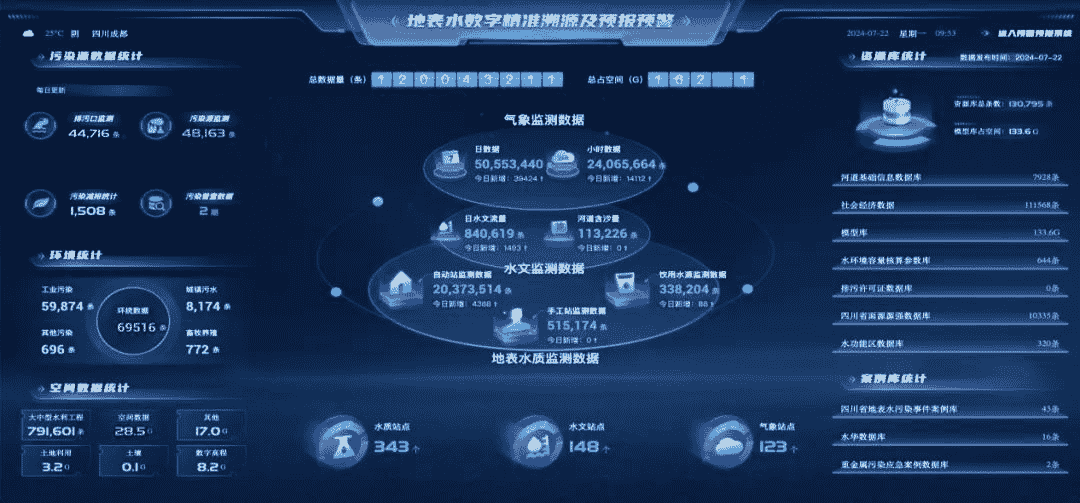 地表水数字精准溯源及预报预警
25°C 阴 四川成都
2024-07-22 星期一 09:53
进入预警预报系统
污染源数据统计
每日更新
排污口监测
44,716 条
污染源监测
48,163 条
污染减排统计
1,508 条
污染普查数据
2 期
环境统计
工业污染
59,874 条
城镇污水
8,174 条
环统数据
69516 条
其他污染
696 条
畜牧养殖
772 条
空间数据统计
大中型水利工程
791,601条
空间数据
28.5G
其他
17.0G
土地利用
3.2G
土壤
0.1G
数字高程
8.2G
总数据量（条）
120043211
总占空间（G）
气象监测数据
日数据
50,553,440 条
今日新增：39424↑
小时数据
24,065,664 条
今日新增：14112↑
日水文流量
840,619 条
今日新增：1493↑
河道含沙量
113,226 条
今日新增：0↑
水文监测数据
自动站监测数据
20,373,514 条
今日新增：4368↑
饮用水源监测数据
338,204 条
今日新增：88↑
手工站监测数据
515,174 条
今日新增：0↑
地表水质监测数据
水质站点
343 个
水文站点
148 个
气象站点
123 个
资源库统计
数据发布时间：2024-07-22
资源库总条数：130,795 条
模型库占空间：133.6 G
河道基础信息数据库 7928条
社会经济数据 111568条
模型库 133.6G
水环境容量核算参数库 644条
排污许可证数据库 0条
四川省面源源强数据库 10335条
水功能区数据库 320条
案例库统计
四川省地表水污染事件案例库 43条
水华数据库 16条
重金属污染应急案例数据库 2条